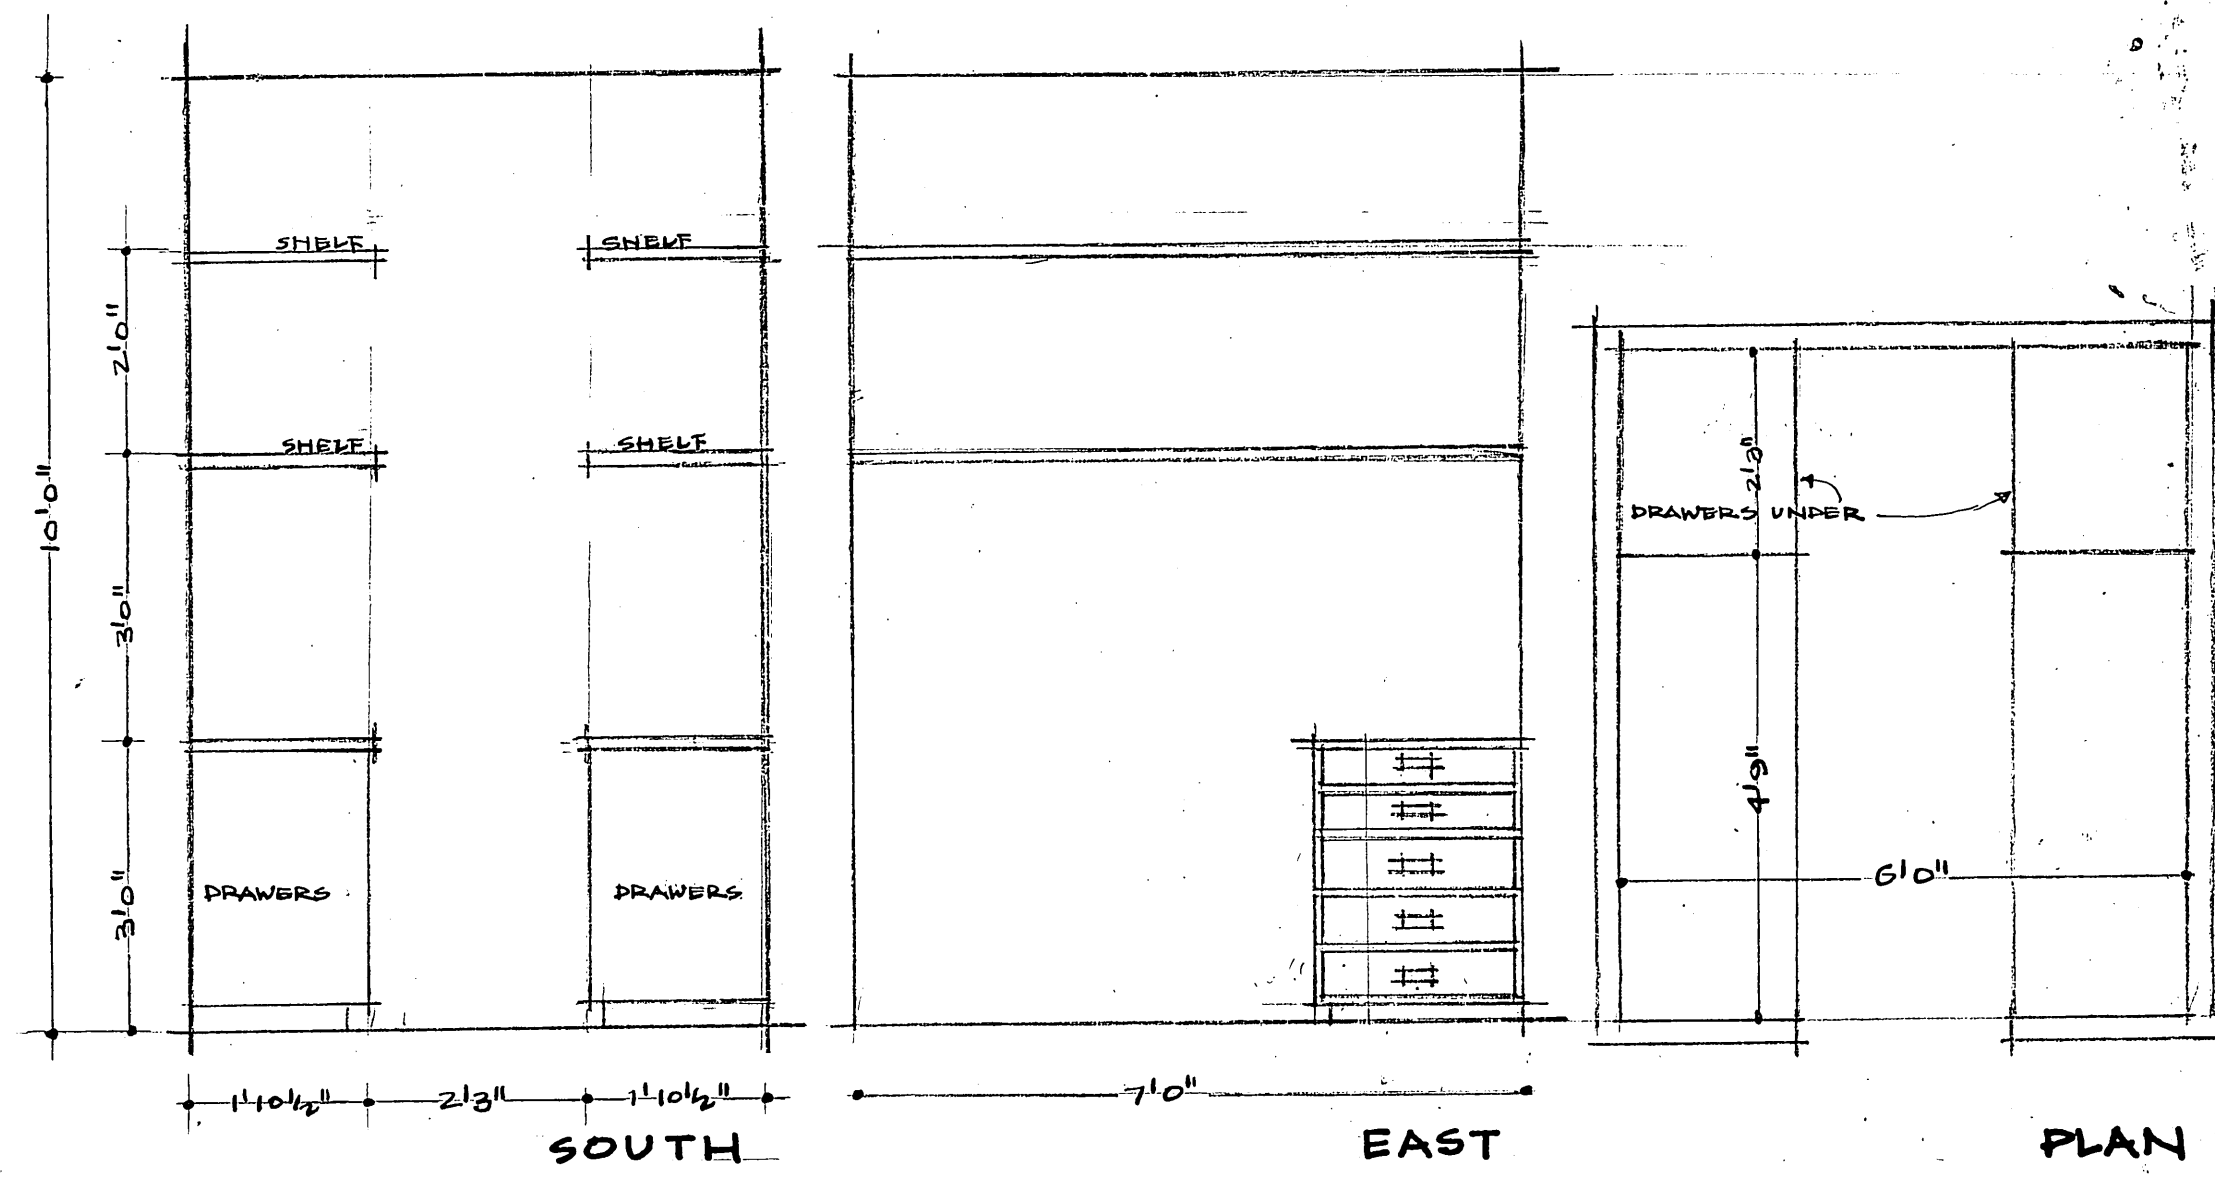 SHELF SHELF
2'0"
SHELF SHELF
10'0"
3'0"
DRAWERS DRAWERS
3'0"
1'10½" 2'3" 1'10½"
SOUTH
7'0"
EAST
2'3"
DRAWERS UNDER
4'9"
6'0"
PLAN